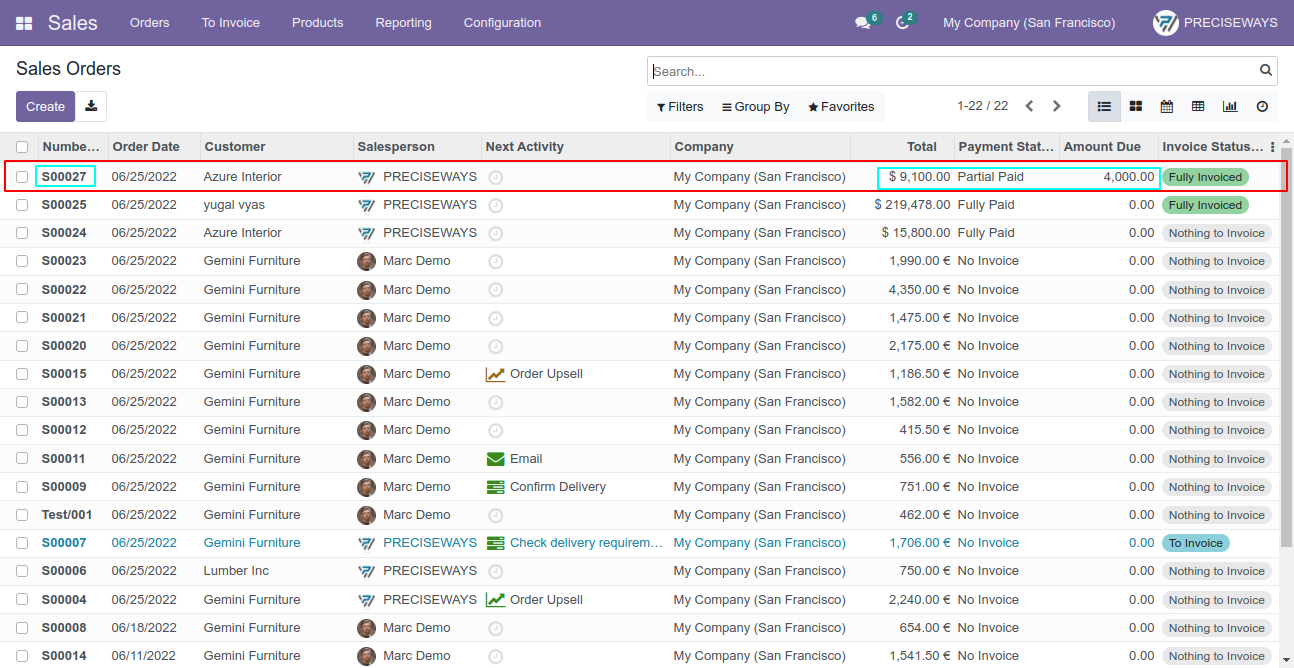 Sales Orders To Invoice Products Reporting Configuration 6 2 My Company (San Francisco) PRECISEWAYS
Sales Orders Search...
Create Filters Group By Favorites 1-22 / 22
Numbe... Order Date Customer Salesperson Next Activity Company Total Payment Stat... Amount Due Invoice Status...
S00027 06/25/2022 Azure Interior PRECISEWAYS My Company (San Francisco) $ 9,100.00 Partial Paid 4,000.00 Fully Invoiced
S00025 06/25/2022 yugal vyas PRECISEWAYS My Company (San Francisco) $ 219,478.00 Fully Paid 0.00 Fully Invoiced
S00024 06/25/2022 Azure Interior PRECISEWAYS My Company (San Francisco) $ 15,800.00 Fully Paid 0.00 Nothing to Invoice
S00023 06/25/2022 Gemini Furniture Marc Demo My Company (San Francisco) 1,990.00 € No Invoice 0.00 Nothing to Invoice
S00022 06/25/2022 Gemini Furniture Marc Demo My Company (San Francisco) 4,350.00 € No Invoice 0.00 Nothing to Invoice
S00021 06/25/2022 Gemini Furniture Marc Demo My Company (San Francisco) 1,475.00 € No Invoice 0.00 Nothing to Invoice
S00020 06/25/2022 Gemini Furniture Marc Demo My Company (San Francisco) 2,175.00 € No Invoice 0.00 Nothing to Invoice
S00015 06/25/2022 Gemini Furniture Marc Demo Order Upsell My Company (San Francisco) 1,186.50 € No Invoice 0.00 Nothing to Invoice
S00013 06/25/2022 Gemini Furniture Marc Demo My Company (San Francisco) 1,582.00 € No Invoice 0.00 Nothing to Invoice
S00012 06/25/2022 Gemini Furniture Marc Demo My Company (San Francisco) 415.50 € No Invoice 0.00 Nothing to Invoice
S00011 06/25/2022 Gemini Furniture Marc Demo Email My Company (San Francisco) 556.00 € No Invoice 0.00 Nothing to Invoice
S00009 06/25/2022 Gemini Furniture Marc Demo Confirm Delivery My Company (San Francisco) 751.00 € No Invoice 0.00 Nothing to Invoice
Test/001 06/25/2022 Gemini Furniture Marc Demo My Company (San Francisco) 462.00 € No Invoice 0.00 Nothing to Invoice
S00007 06/25/2022 Gemini Furniture PRECISEWAYS Check delivery requirem... My Company (San Francisco) 1,706.00 € No Invoice 0.00 To Invoice
S00006 06/25/2022 Lumber Inc PRECISEWAYS My Company (San Francisco) 750.00 € No Invoice 0.00 Nothing to Invoice
S00004 06/25/2022 Gemini Furniture PRECISEWAYS Order Upsell My Company (San Francisco) 2,240.00 € No Invoice 0.00 Nothing to Invoice
S00008 06/18/2022 Gemini Furniture Marc Demo My Company (San Francisco) 654.00 € No Invoice 0.00 Nothing to Invoice
S00014 06/11/2022 Gemini Furniture Marc Demo My Company (San Francisco) 1,541.50 € No Invoice 0.00 Nothing to Invoice